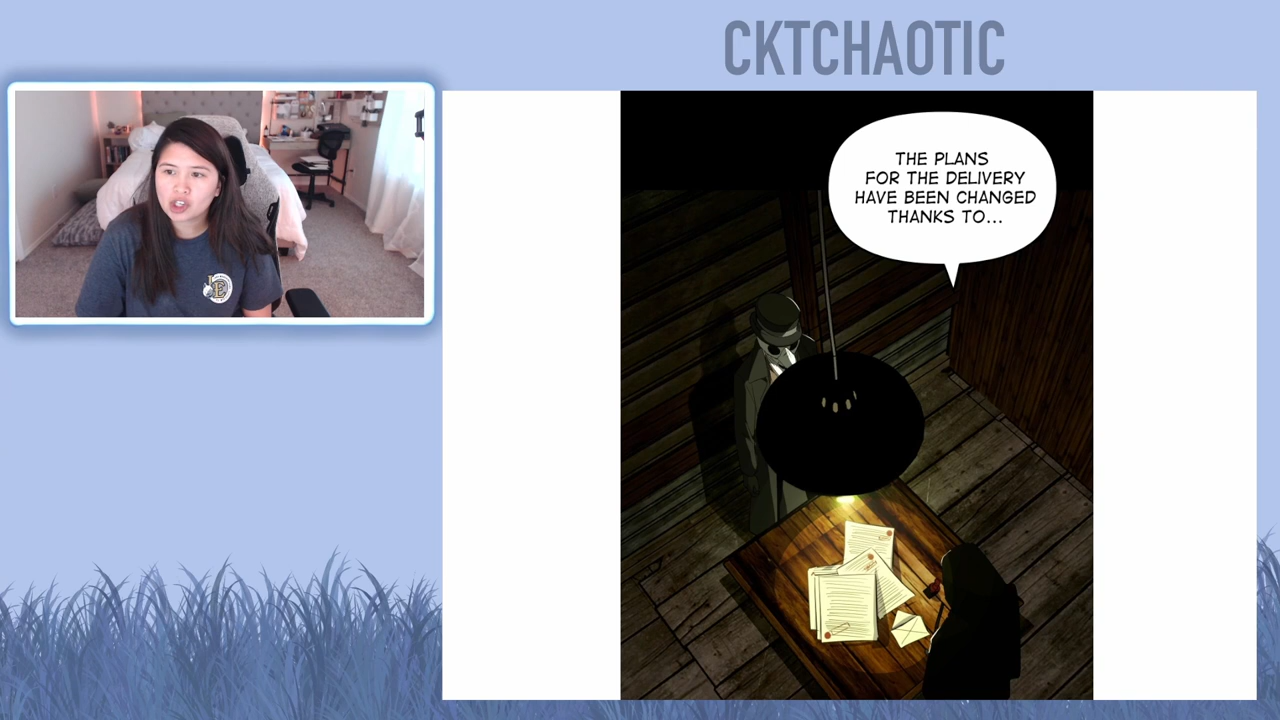 CKTCHAOTIC
THE PLANS
FOR THE DELIVERY
HAVE BEEN CHANGED
THANKS TO...